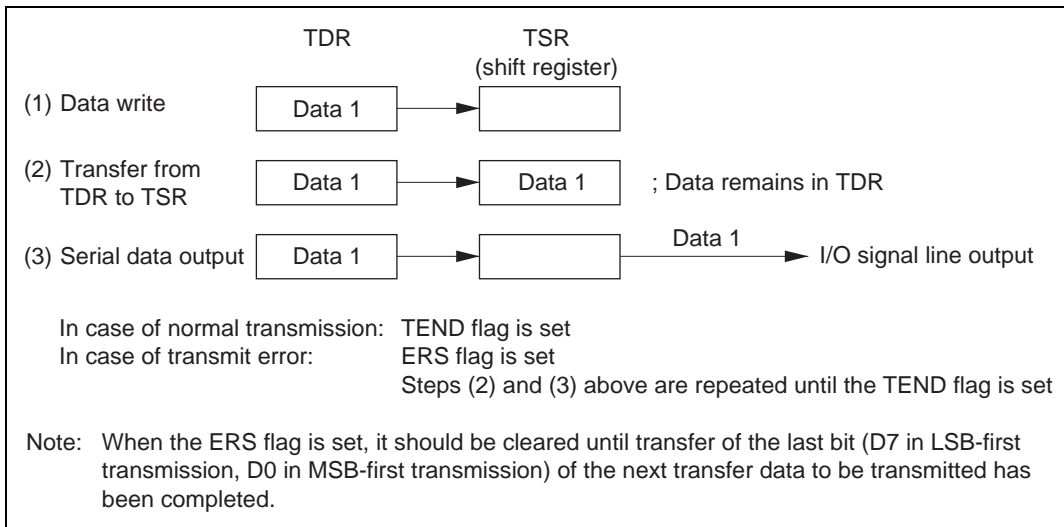 TDR TSR
(shift register)
(1) Data write Data 1
(2) Transfer from
TDR to TSR Data 1 Data 1 ; Data remains in TDR
(3) Serial data output Data 1 Data 1 I/O signal line output
In case of normal transmission: TEND flag is set
In case of transmit error: ERS flag is set
Steps (2) and (3) above are repeated until the TEND flag is set
Note: When the ERS flag is set, it should be cleared until transfer of the last bit (D7 in LSB-first
transmission, D0 in MSB-first transmission) of the next transfer data to be transmitted has
been completed.